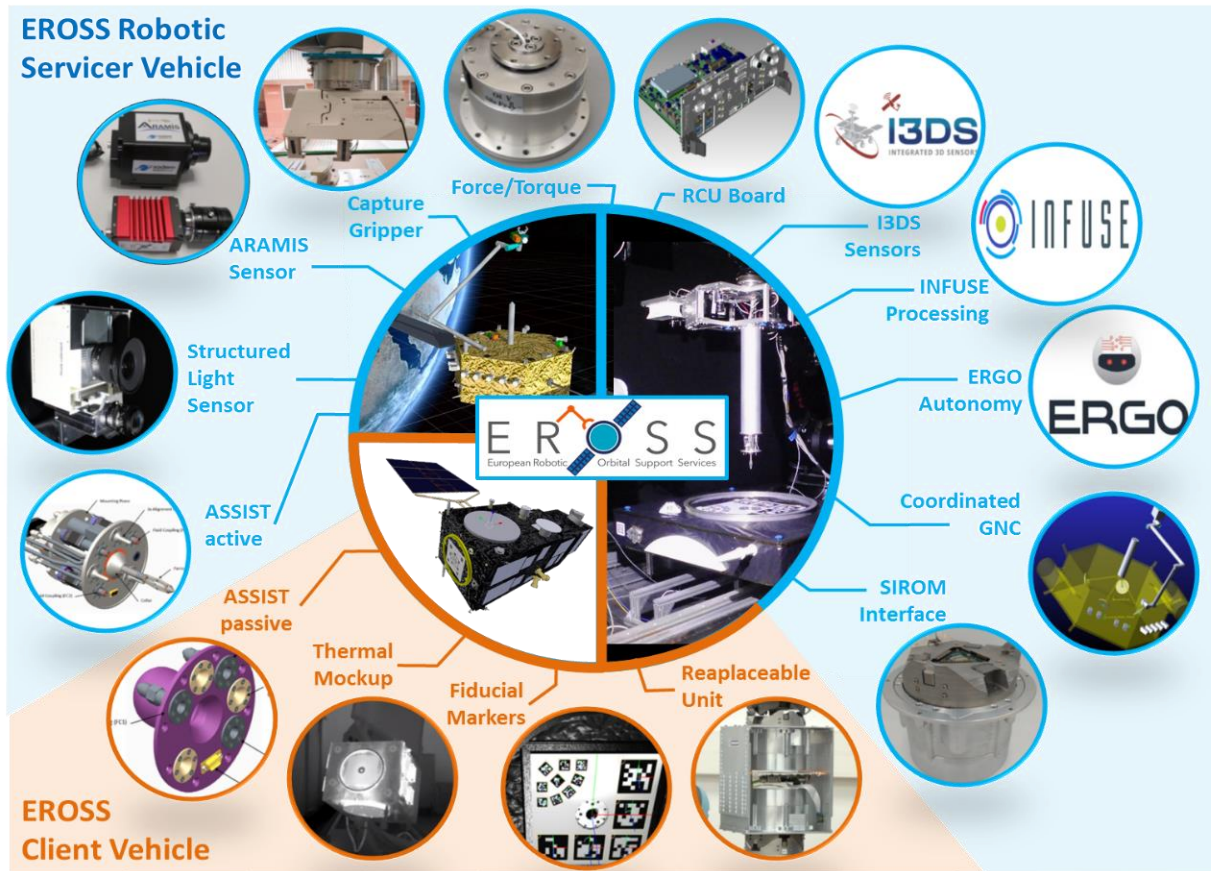 EROSS Robotic
Servicer Vehicle
Force/Torque
RCU Board
I3DS
INTEGRATED 3D SENSORS
I3DS
Sensors
Capture
Gripper
ARAMIS
ARAMIS
Sensor
INFUSE
INFUSE
Processing
Structured
Light
Sensor
ERGO
Autonomy
ERGO
EROSS
European Robotic Orbital Support Services
ASSIST
active
Coordinated
GNC
SIROM
Interface
ASSIST
passive
Thermal
Mockup
Fiducial
Markers
Reaplaceable
Unit
EROSS
Client Vehicle